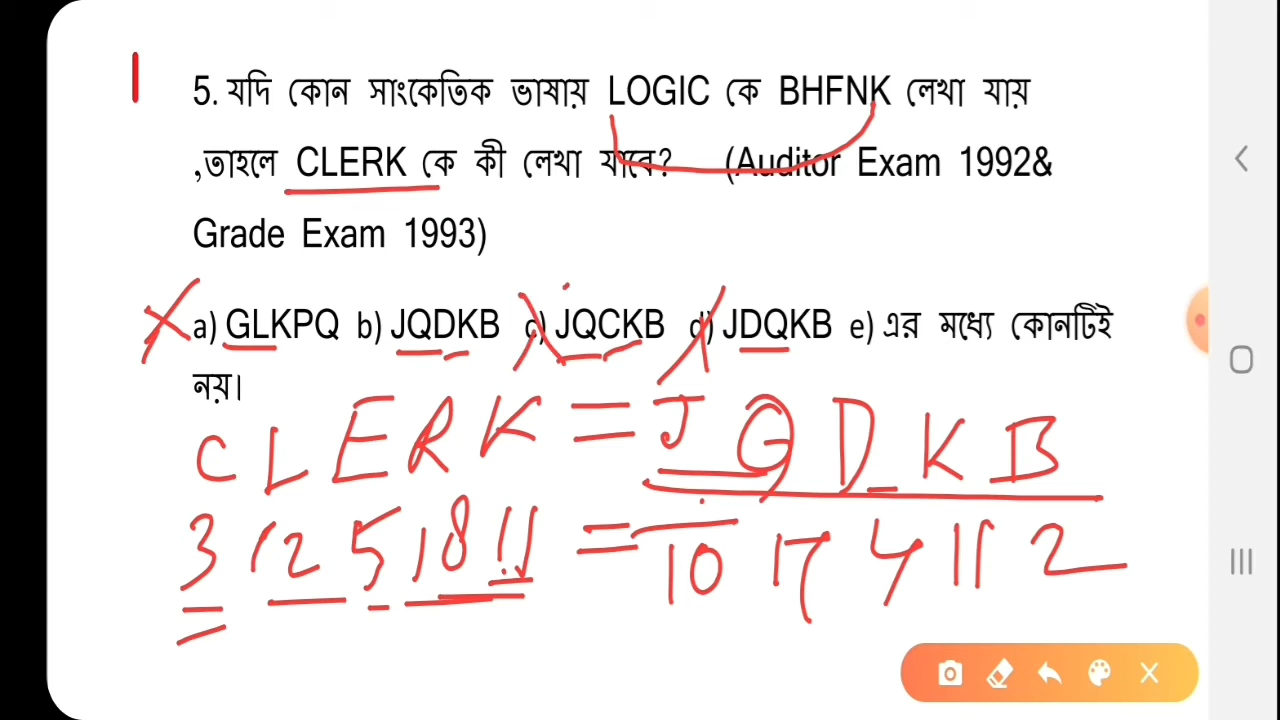 5. যদি কোন সাংকেতিক ভাষায় LOGIC কে BHFNK লেখা যায়
,তাহলে CLERK কে কী লেখা যাবে? (Auditor Exam 1992&
Grade Exam 1993)
a) GLKPQ b) JQDKB c) JQCKB d) JDQKB e) এর মধ্যে কোনটিই
নয়।
CLERK = JQDKB
3 12 5 18 11 = 10 17 4 11 2